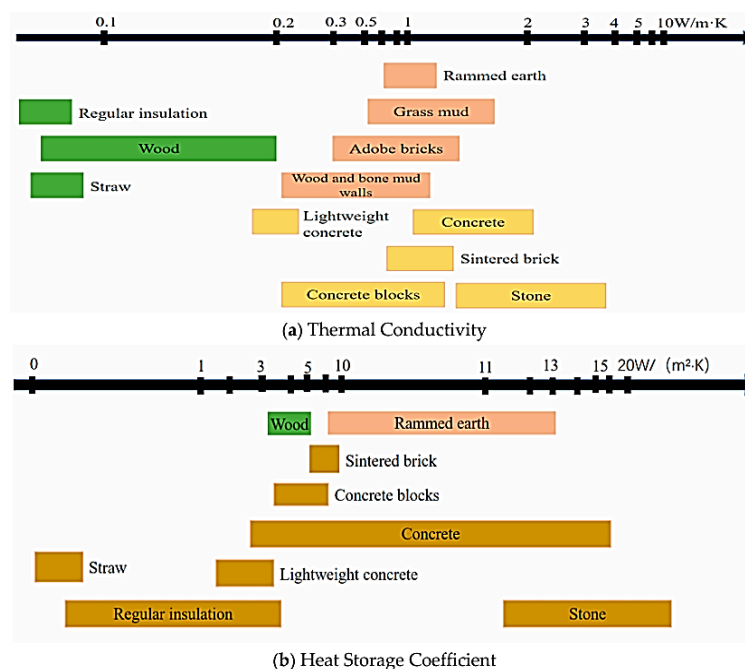 0.1 0.2 0.3 0.5 1 2 3 4 5 10W/m·K
Rammed earth
Regular insulation Grass mud
Wood Adobe bricks
Straw Wood and bone mud
walls
Lightweight
concrete Concrete
Sintered brick
Concrete blocks Stone
(a) Thermal Conductivity
0 1 3 5 10 11 13 15 20W/ (m²·K)
Wood Rammed earth
Sintered brick
Concrete blocks
Concrete
Straw Lightweight concrete
Regular insulation Stone
(b) Heat Storage Coefficient